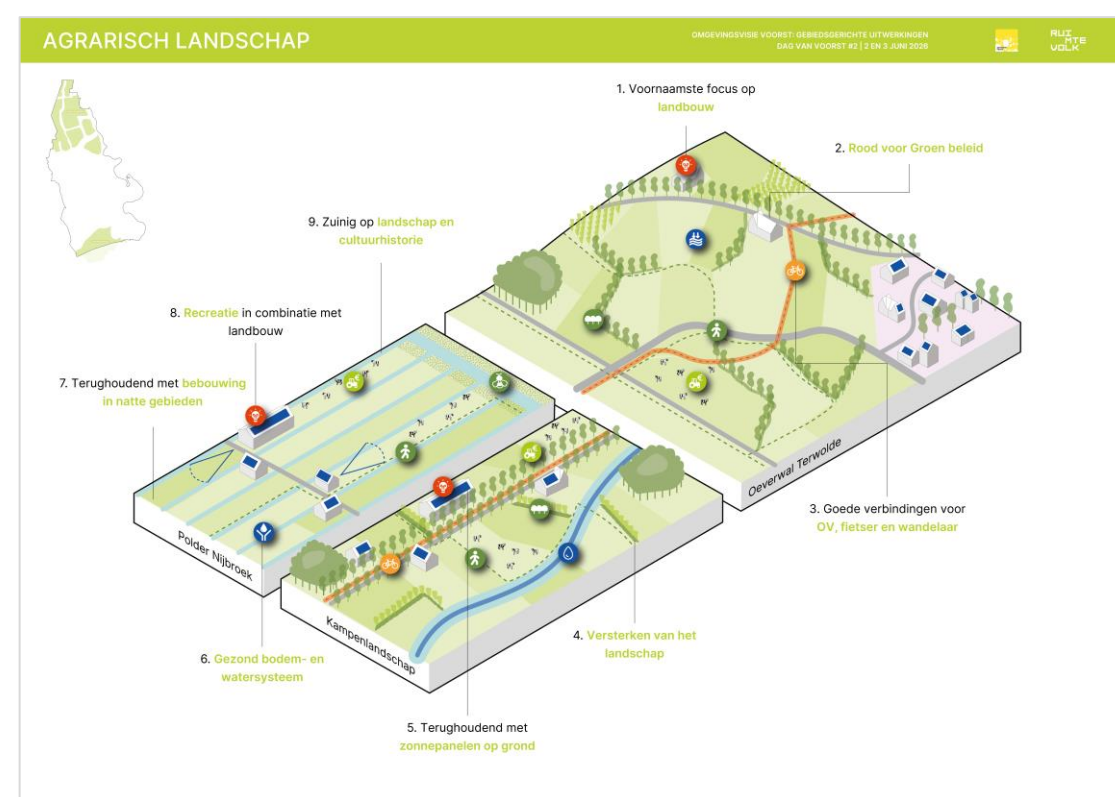 AGRARISCH LANDSCHAP
OMGEVINGSVISIE VOORST: GEBIEDSGERICHTE UITWERKINGEN
DAG VAN VOORST #2 | 2 EN 3 JUNI 2026
RUI
MTE
VOLK
1. Voornaamste focus op
landbouw
2. Rood voor Groen beleid
9. Zuinig op landschap en
cultuurhistorie
8. Recreatie in combinatie met
landbouw
7. Terughoudend met bebouwing
in natte gebieden
Oeverwal Terwolde
3. Goede verbindingen voor
OV, fietser en wandelaar
Polder Nijbroek
Kampenlandschap
4. Versterken van het
landschap
6. Gezond bodem- en
watersysteem
5. Terughoudend met
zonnepanelen op grond